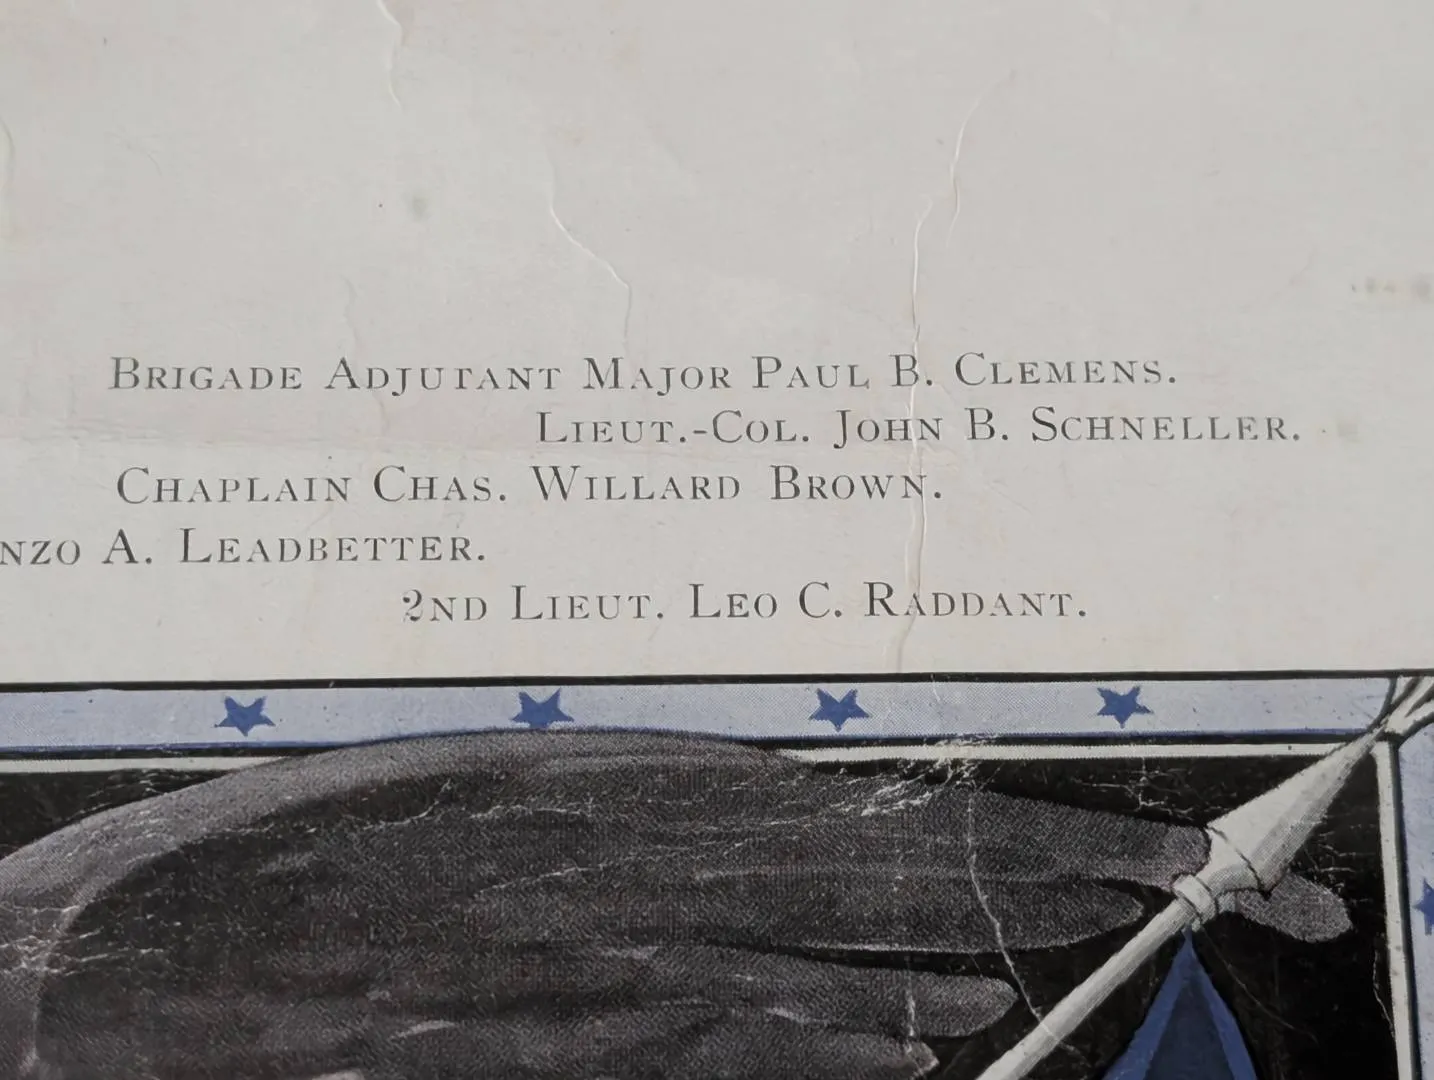 Brigade Adjutant Major Paul B. Clemens.
Lieut.-Col. John B. Schneller.
Chaplain Chas. Willard Brown.
nzo A. Leadbetter.
2nd Lieut. Leo C. Raddant.